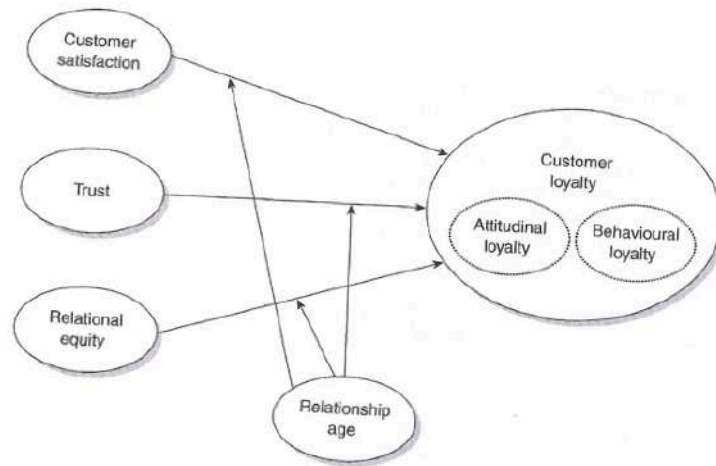 Customer
satisfaction
Trust
Relational
equity
Relationship
age
Customer
loyalty
Attitudinal
loyalty
Behavioural
loyalty